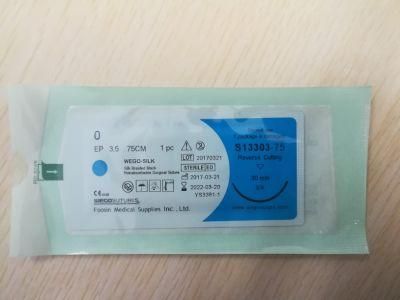 0
EP 3.5 75CM 1 pc
WEGO-SILK
Silk Braided Black
Nonabsorbable Surgical Suture
LOT 20170321
STERILE EO
2017-03-21
2022-03-20
YS3381-1
WEGOSUTURES
Foosin Medical Supplies Inc., Ltd.
S13303-75
Reverse Cutting
30 mm
3/8